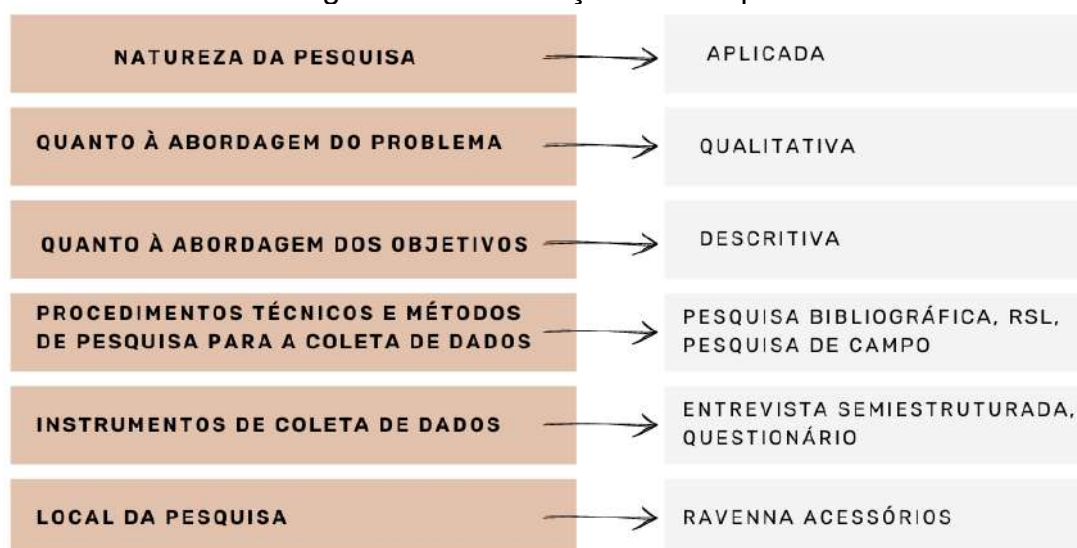 NATUREZA DA PESQUISA
APLICADA
QUANTO À ABORDAGEM DO PROBLEMA
QUALITATIVA
QUANTO À ABORDAGEM DOS OBJETIVOS
DESCRITIVA
PROCEDIMENTOS TÉCNICOS E MÉTODOS
DE PESQUISA PARA A COLETA DE DADOS
PESQUISA BIBLIOGRÁFICA, RSL,
PESQUISA DE CAMPO
INSTRUMENTOS DE COLETA DE DADOS
ENTREVISTA SEMIESTRUTURADA,
QUESTIONÁRIO
LOCAL DA PESQUISA
RAVENNA ACESSÓRIOS